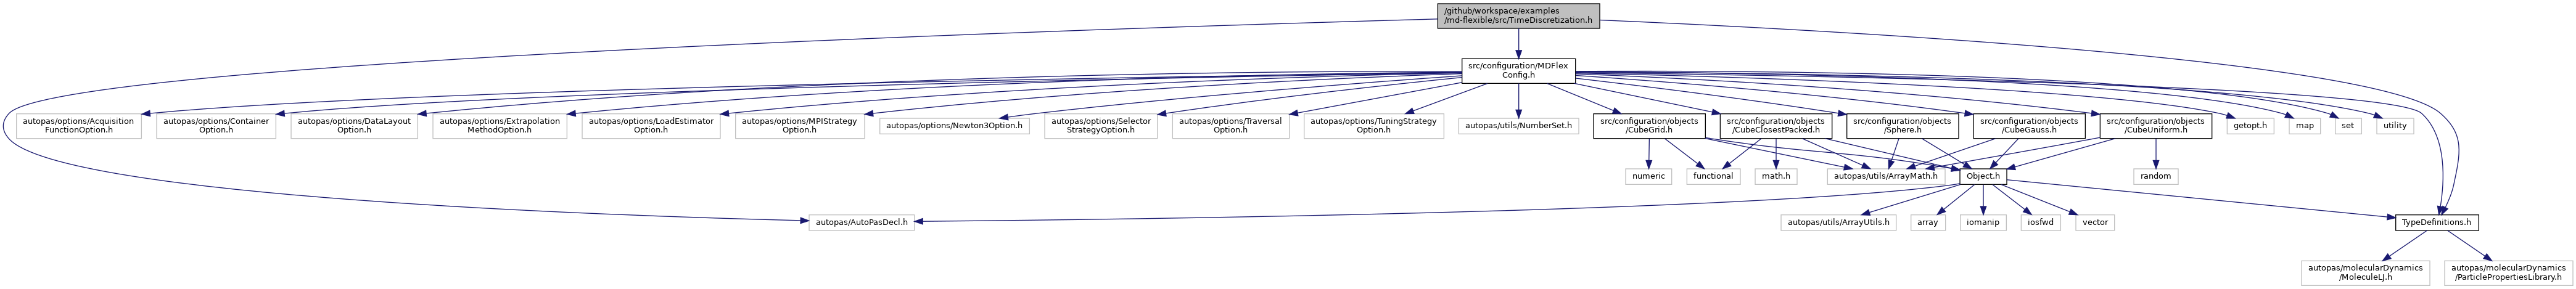 /github/workspace/examples
/md-flexible/src/TimeDiscretization.h
src/configuration/MDFlex
Config.h
autopas/options/Acquisition
FunctionOption.h
autopas/options/Container
Option.h
autopas/options/DataLayout
Option.h
autopas/options/Extrapolation
MethodOption.h
autopas/options/LoadEstimator
Option.h
autopas/options/MPIStrategy
Option.h
autopas/options/Newton3Option.h
autopas/options/Selector
StrategyOption.h
autopas/options/Traversal
Option.h
autopas/options/TuningStrategy
Option.h
autopas/utils/NumberSet.h
src/configuration/objects
/CubeGrid.h
src/configuration/objects
/CubeClosestPacked.h
src/configuration/objects
/Sphere.h
src/configuration/objects
/CubeGauss.h
src/configuration/objects
/CubeUniform.h
getopt.h
map
set
utility
numeric
functional
math.h
autopas/utils/ArrayMath.h
Object.h
random
autopas/AutoPasDecl.h
autopas/utils/ArrayUtils.h
array
iomanip
iosfwd
vector
TypeDefinitions.h
autopas/molecularDynamics
/MoleculeLJ.h
autopas/molecularDynamics
/ParticlePropertiesLibrary.h